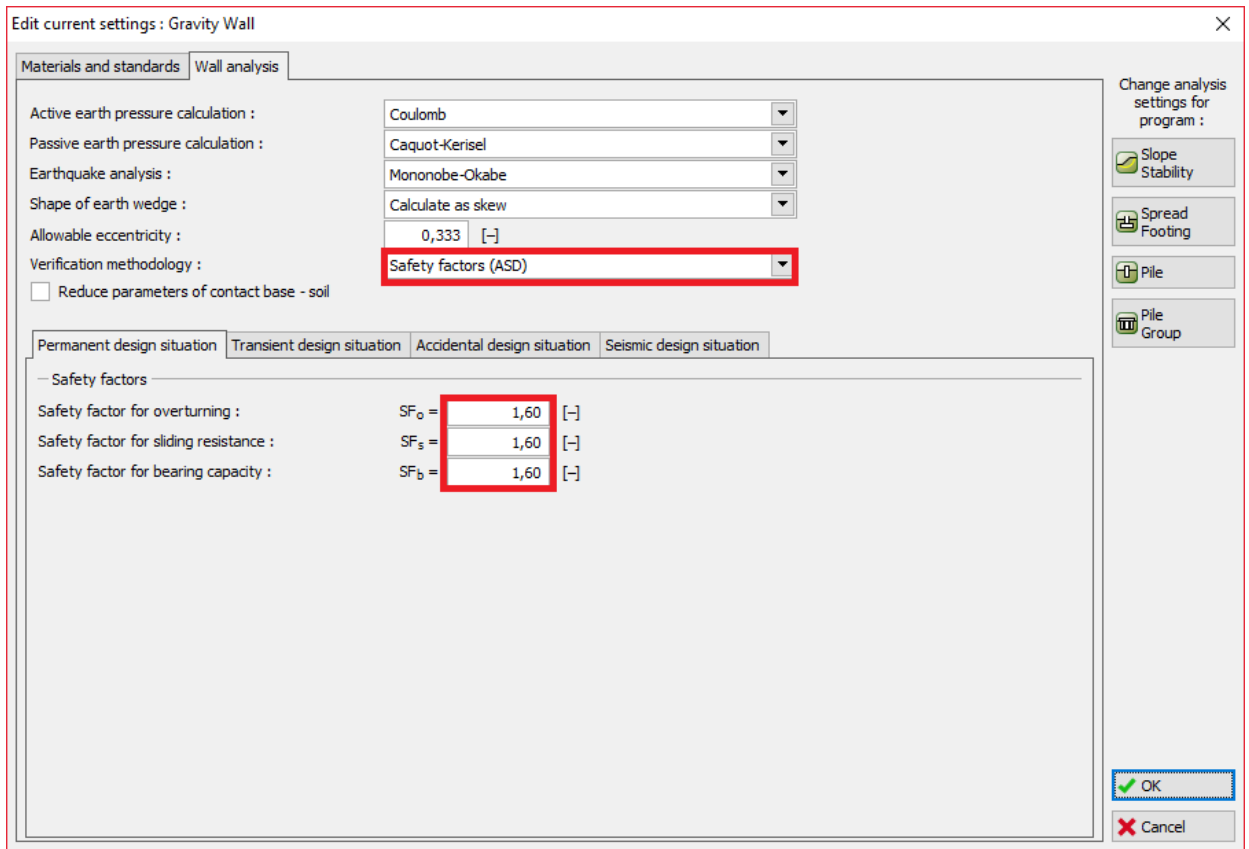 Edit current settings : Gravity Wall
Materials and standards Wall analysis
Active earth pressure calculation : Coulomb
Passive earth pressure calculation : Caquot-Kerisel
Earthquake analysis : Mononobe-Okabe
Shape of earth wedge : Calculate as skew
Allowable eccentricity : 0,333 [–]
Verification methodology : Safety factors (ASD)
Reduce parameters of contact base - soil
Permanent design situation Transient design situation Accidental design situation Seismic design situation
Safety factors
Safety factor for overturning : SFo = 1,60 [–]
Safety factor for sliding resistance : SFs = 1,60 [–]
Safety factor for bearing capacity : SFb = 1,60 [–]
Change analysis
settings for
program :
Slope
Stability
Spread
Footing
Pile
Pile
Group
OK
Cancel